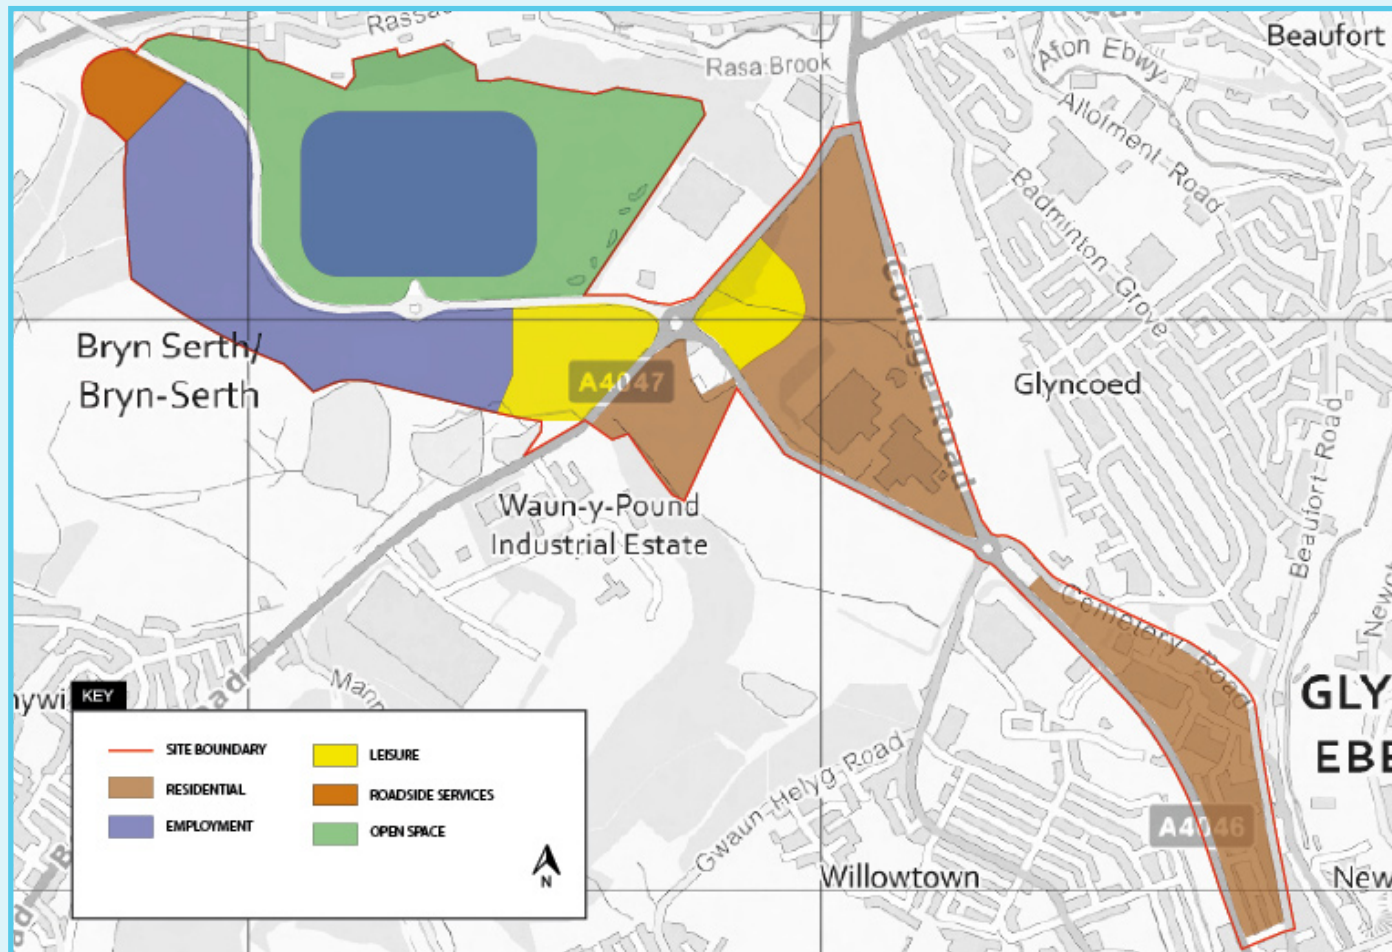 Beaufort
Rasa Brook
Afon Ebwy
Allotment Road
Badminton Grove
College Road
Bryn Serth/
Bryn-Serth
A4047
Glyncoed
Beaufort Road
Waun-y-Pound
Industrial Estate
Cemetery Road
Gwaun-Helyg Road
A4046
Willowtown
KEY
SITE BOUNDARY
RESIDENTIAL
EMPLOYMENT
LEISURE
ROADSIDE SERVICES
OPEN SPACE
N
GLY
EBE
New